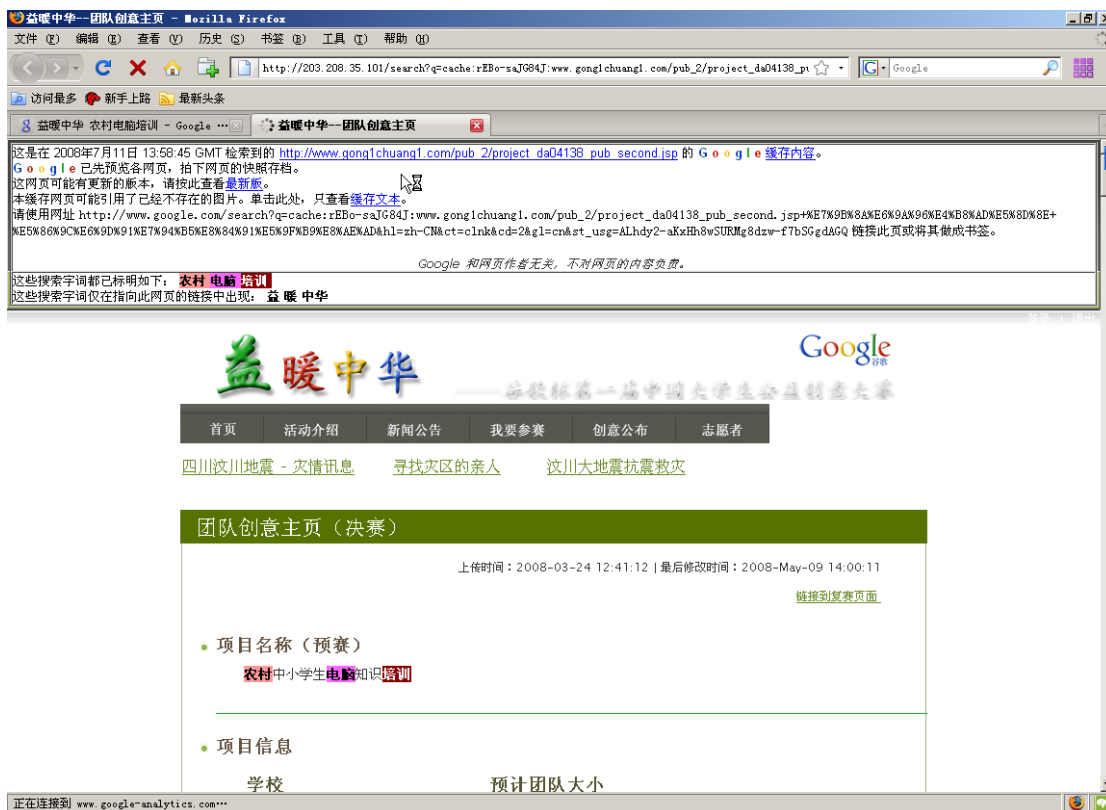 益暖中华--团队创意主页 - Mozilla Firefox
文件(F) 编辑(E) 查看(V) 历史(S) 书签(B) 工具(T) 帮助(H)
http://203.208.35.101/search?q=cache:rEBo-saJG84J:www.gong1chuang1.com/pub_2/project_da04138_pu
Google
访问最多 新手上路 最新头条
益暖中华 农村电脑培训 - Google ...
益暖中华--团队创意主页
这是在 2008年7月11日 13:58:45 GMT 检索到的 http://www.gong1chuang1.com/pub_2/project_da04138_pub_second.jsp 的 Google 缓存内容。
Google 已先预览各网页，拍下网页的快照存档。
这网页可能有更新的版本，请按此查看最新版。
本缓存网页可能引用了已经不存在的图片。单击此处，只查看缓存文本。
请使用网址 http://www.google.com/search?q=cache:rEBo-saJG84J:www.gong1chuang1.com/pub_2/project_da04138_pub_second.jsp+%E7%9B%8A%E6%9A%96%E4%B8%AD%E5%8D%8E+
%E5%86%9C%E6%9D%91%E7%94%B5%E8%84%91%E5%9F%B9%E8%AE%AD&hl=zh-CN&ct=clnk&cd=2&gl=cn&st_usg=ALhdy2-aKxHh8wSURMg8dzw-f7bSGgdAGQ 链接此页或将其做成书签。
Google 和网页作者无关，不对网页的内容负责。
这些搜索字词都已标明如下： 农村 电脑 培训
这些搜索字词仅在指向此网页的链接中出现： 益 暖 中华
登录 | 退出
益暖中华
Google
谷歌
——谷歌杯第一届中国大学生公益创意大赛
首页 活动介绍 新闻公告 我要参赛 创意公布 志愿者
四川汶川地震 - 灾情讯息 寻找灾区的亲人 汶川大地震抗震救灾
团队创意主页（决赛）
上传时间：2008-03-24 12:41:12 | 最后修改时间：2008-May-09 14:00:11
链接到复赛页面
项目名称（预赛）
农村中小学生电脑知识培训
项目信息
学校 预计团队大小
正在连接到 www.google-analytics.com...